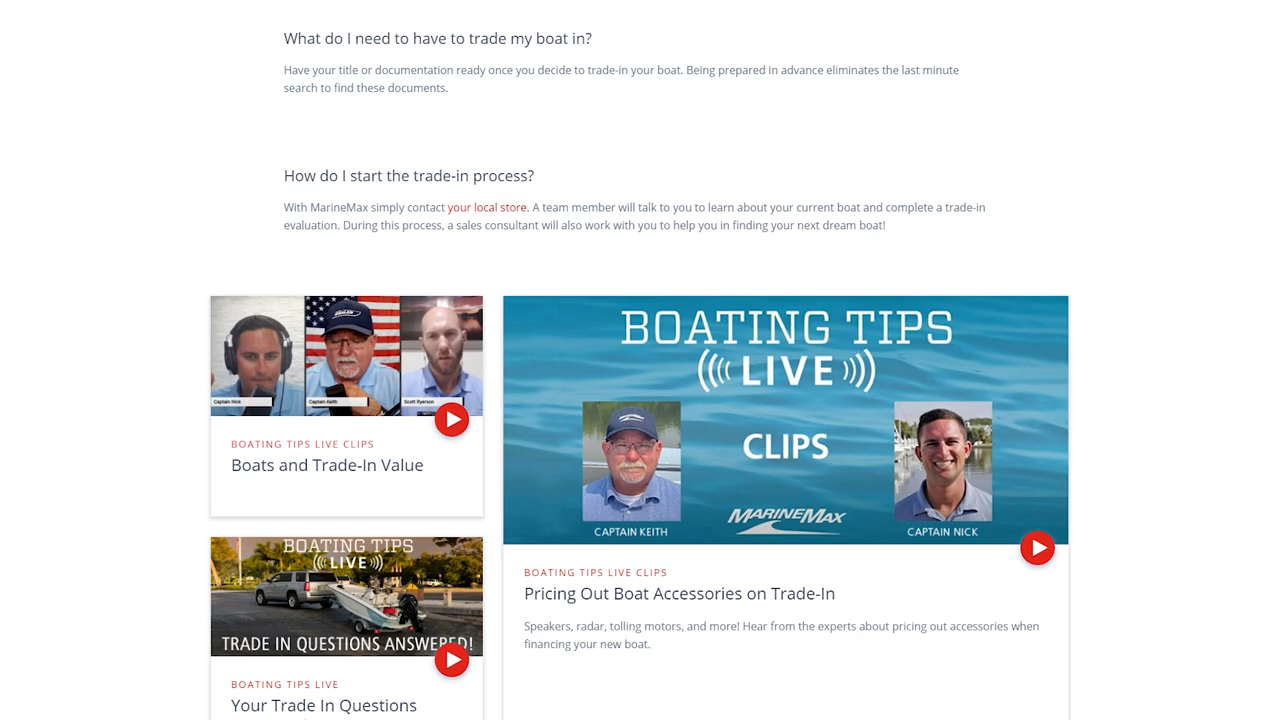 What do I need to have to trade my boat in?
Have your title or documentation ready once you decide to trade-in your boat. Being prepared in advance eliminates the last minute
search to find these documents.
How do I start the trade-in process?
With MarineMax simply contact your local store. A team member will talk to you to learn about your current boat and complete a trade-in
evaluation. During this process, a sales consultant will also work with you to help you in finding your next dream boat!
Captain Nick
Captain Keith
Scott Ryerson
BOATING TIPS LIVE CLIPS
Boats and Trade-In Value
BOATING TIPS
LIVE
TRADE IN QUESTIONS ANSWERED!
BOATING TIPS LIVE
Your Trade In Questions
BOATING TIPS
LIVE
CLIPS
MARINEMAX
CAPTAIN KEITH
CAPTAIN NICK
BOATING TIPS LIVE CLIPS
Pricing Out Boat Accessories on Trade-In
Speakers, radar, tolling motors, and more! Hear from the experts about pricing out accessories when
financing your new boat.